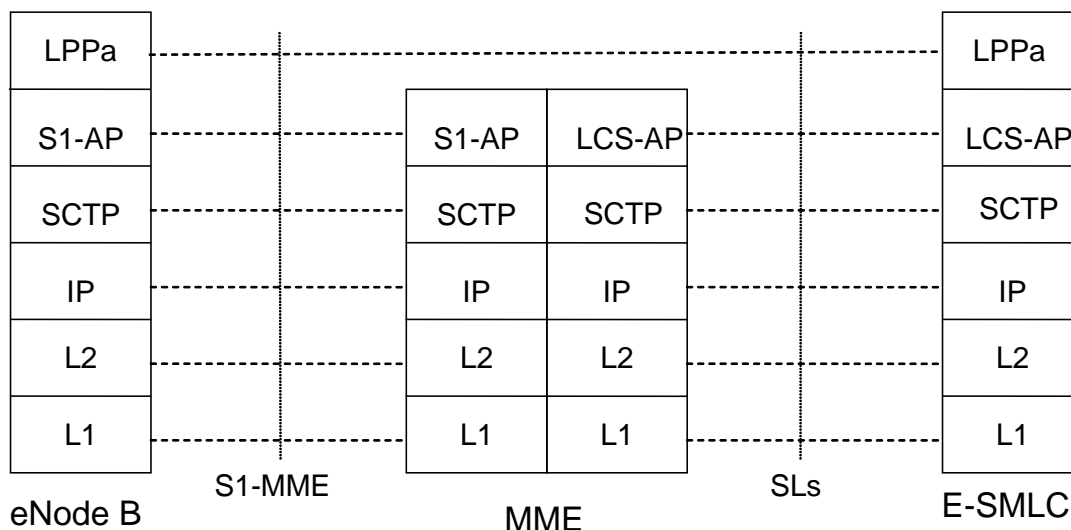 LPPa LPPa
S1-AP S1-AP LCS-AP LCS-AP
SCTP SCTP SCTP SCTP
IP IP IP IP
L2 L2 L2 L2
L1 L1 L1 L1
S1-MME SLs
eNode B MME E-SMLC